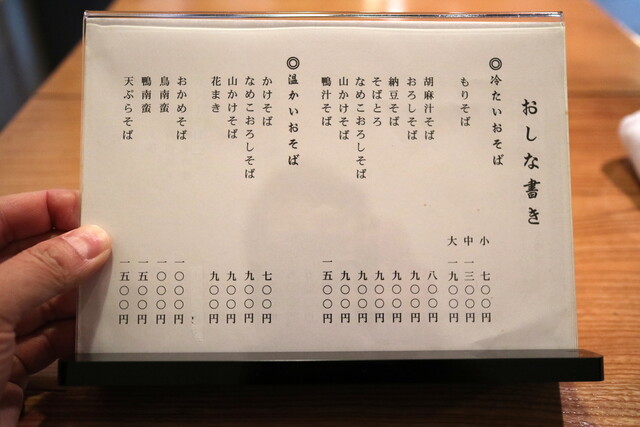 おしな書き
◎冷たいおそば
もりそば 小 七〇〇円
中 一三〇〇円
大 一九〇〇円
胡麻汁そば 八〇〇円
おろしそば 九〇〇円
納豆そば 九〇〇円
そばとろ 九〇〇円
なめこおろしそば 九〇〇円
山かけそば 九〇〇円
鴨汁そば 一五〇〇円
◎温かいおそば
かけそば 七〇〇円
なめこおろしそば 九〇〇円
山かけそば 九〇〇円
花まき 九〇〇円
おかめそば 一〇〇〇円
鳥南蛮 一〇〇〇円
鴨南蛮 一五〇〇円
天ぷらそば 一五〇〇円